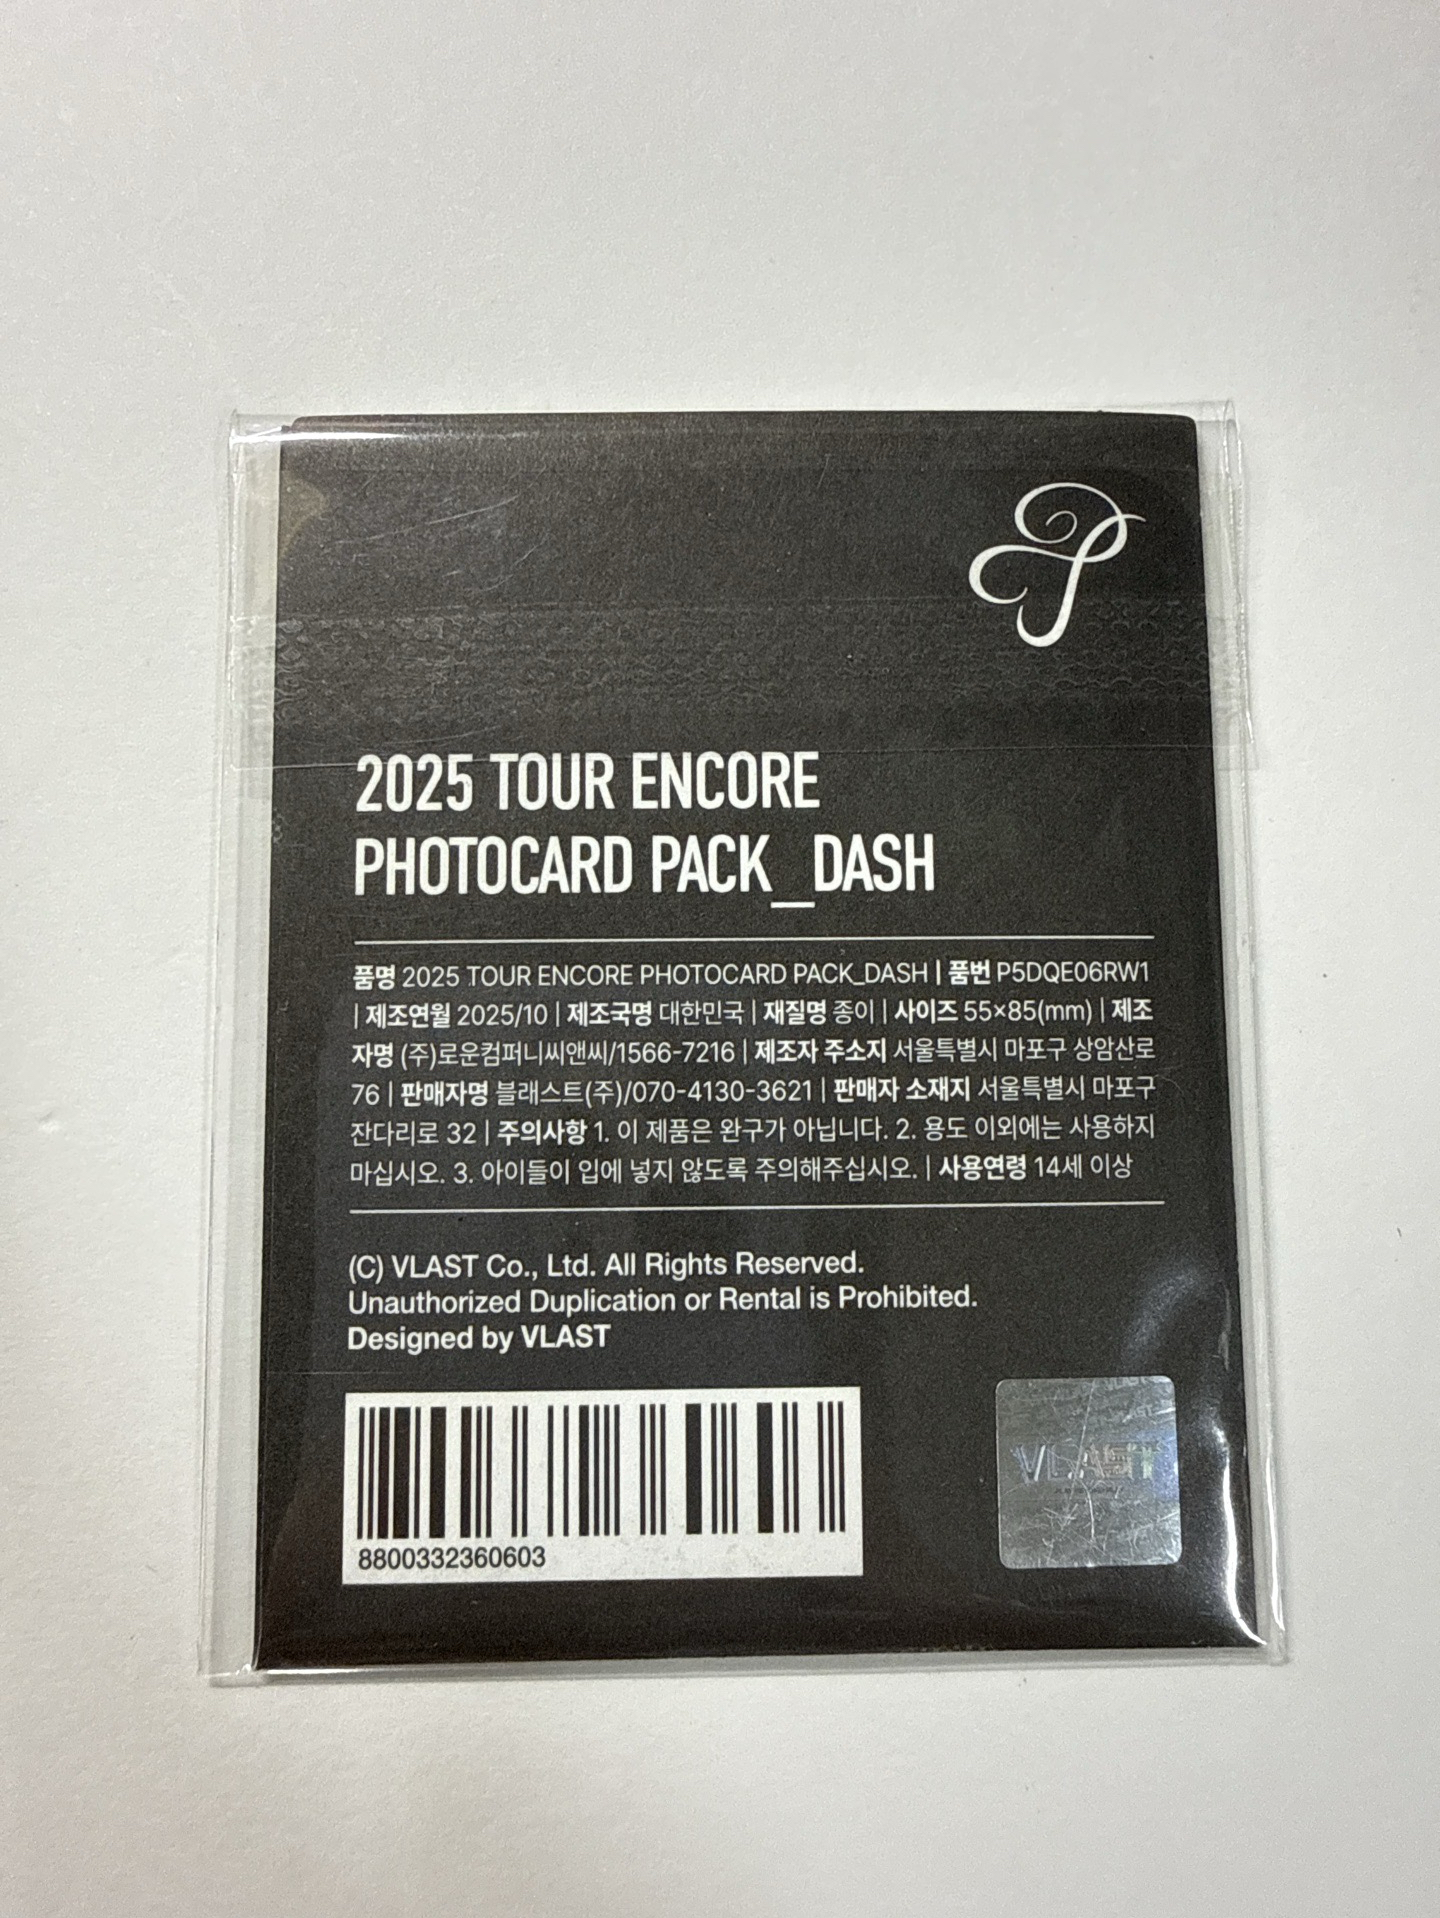 2025 TOUR ENCORE
PHOTOCARD PACK_DASH
품명 2025 TOUR ENCORE PHOTOCARD PACK_DASH | 품번 P5DQE06RW1
| 제조연월 2025/10 | 제조국명 대한민국 | 재질명 종이 | 사이즈 55×85(mm) | 제조
자명 (주)로운컴퍼니씨앤씨/1566-7216 | 제조자 주소지 서울특별시 마포구 상암산로
76 | 판매자명 블래스트(주)/070-4130-3621 | 판매자 소재지 서울특별시 마포구
잔다리로 32 | 주의사항 1. 이 제품은 완구가 아닙니다. 2. 용도 이외에는 사용하지
마십시오. 3. 아이들이 입에 넣지 않도록 주의해주십시오. | 사용연령 14세 이상
(C) VLAST Co., Ltd. All Rights Reserved.
Unauthorized Duplication or Rental is Prohibited.
Designed by VLAST
8800332360603
VLAST